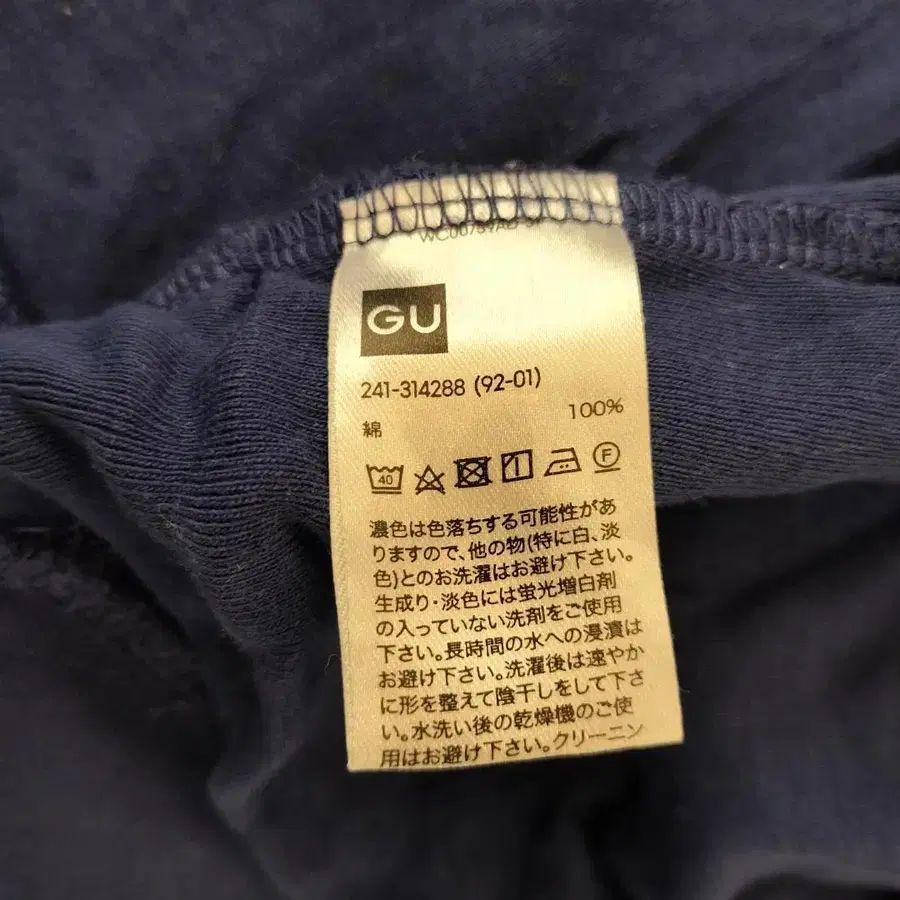 GU
241-314288 (92-01)
綿 100%
40 F
濃色は色落ちする可能性があ
りますので、他の物(特に白、淡
色)とのお洗濯はお避け下さい。
生成り・淡色には蛍光増白剤
の入っていない洗剤をご使用
下さい。長時間の水への浸漬は
お避け下さい。洗濯後は速やか
に形を整えて陰干しをして下さ
い。水洗い後の乾燥機のご使
用はお避け下さい。クリーニン